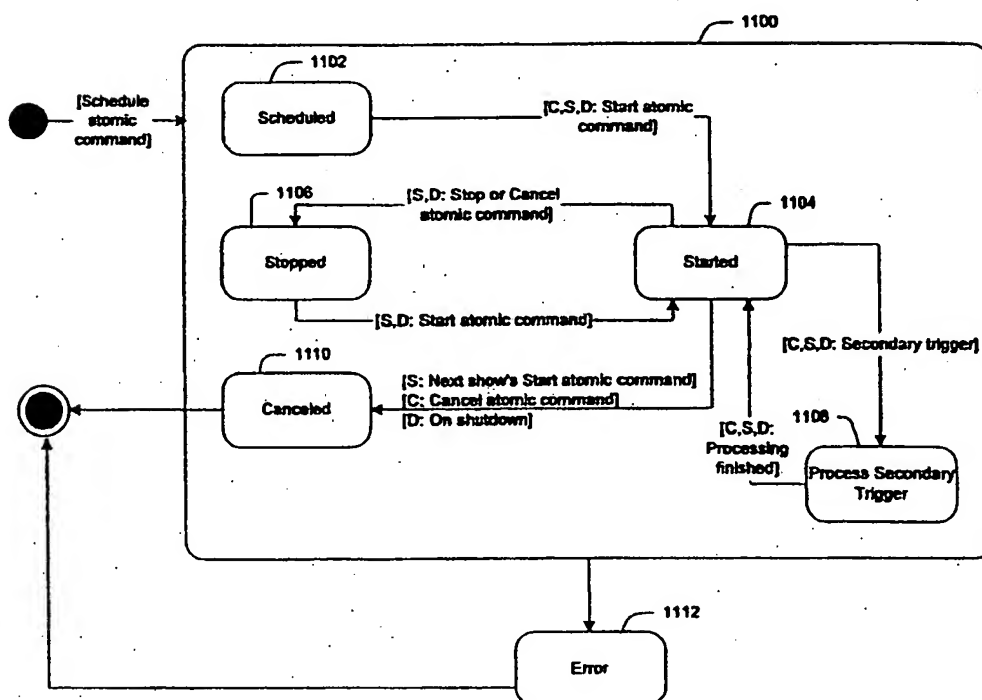 1100
1102
[Schedule
atomic
command]
Scheduled
[C,S,D: Start atomic
command]
1106
[S,D: Stop or Cancel
atomic command]
1104
Stopped
Started
[S,D: Start atomic command]
[C,S,D: Secondary trigger]
1110
[S: Next show's Start atomic command]
[C: Cancel atomic command]
[D: On shutdown]
Canceled
[C,S,D:
Processing
finished]
1108
Process Secondary
Trigger
1112
Error